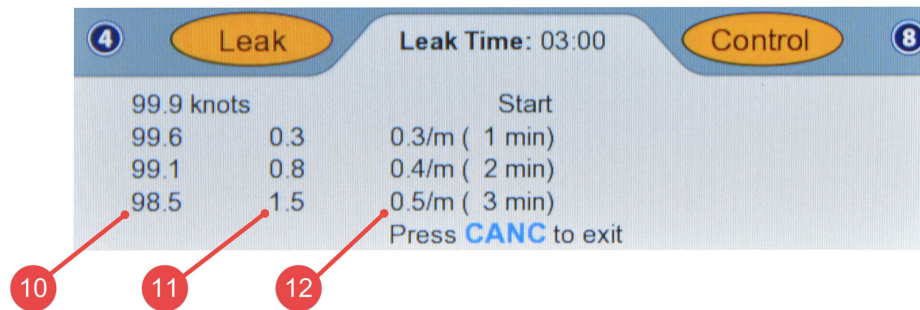 4 Leak Leak Time: 03:00 Control 8
99.9 knots Start
99.6 0.3 0.3/m ( 1 min)
99.1 0.8 0.4/m ( 2 min)
98.5 1.5 0.5/m ( 3 min)
Press CANC to exit
10 11 12